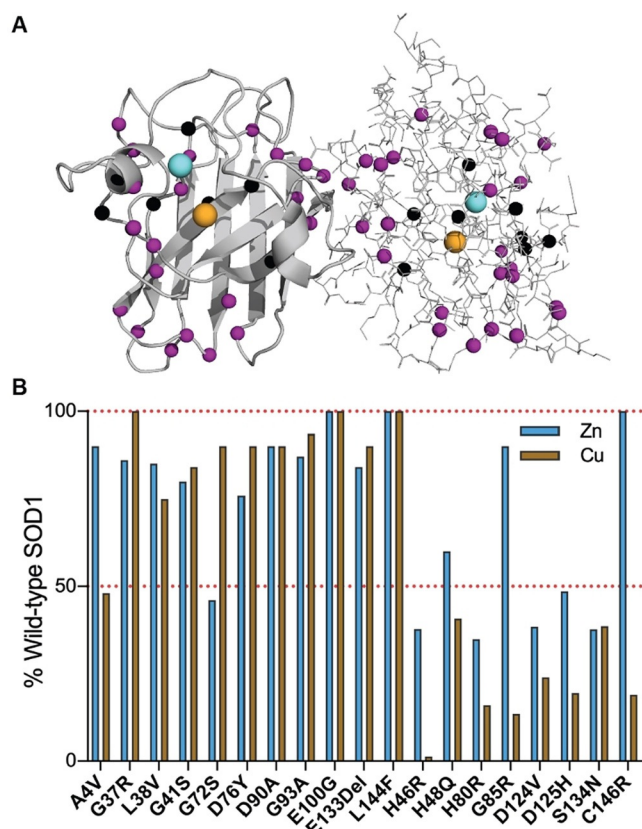 A
B
100
50
0
% Wild-type SOD1
Zn
Cu
A4V
G37R
L38V
G41S
G72S
D76Y
D90A
G93A
E100G
E133Del
L144F
H46R
H48Q
H80R
G85R
D124V
D125H
S134N
C146R